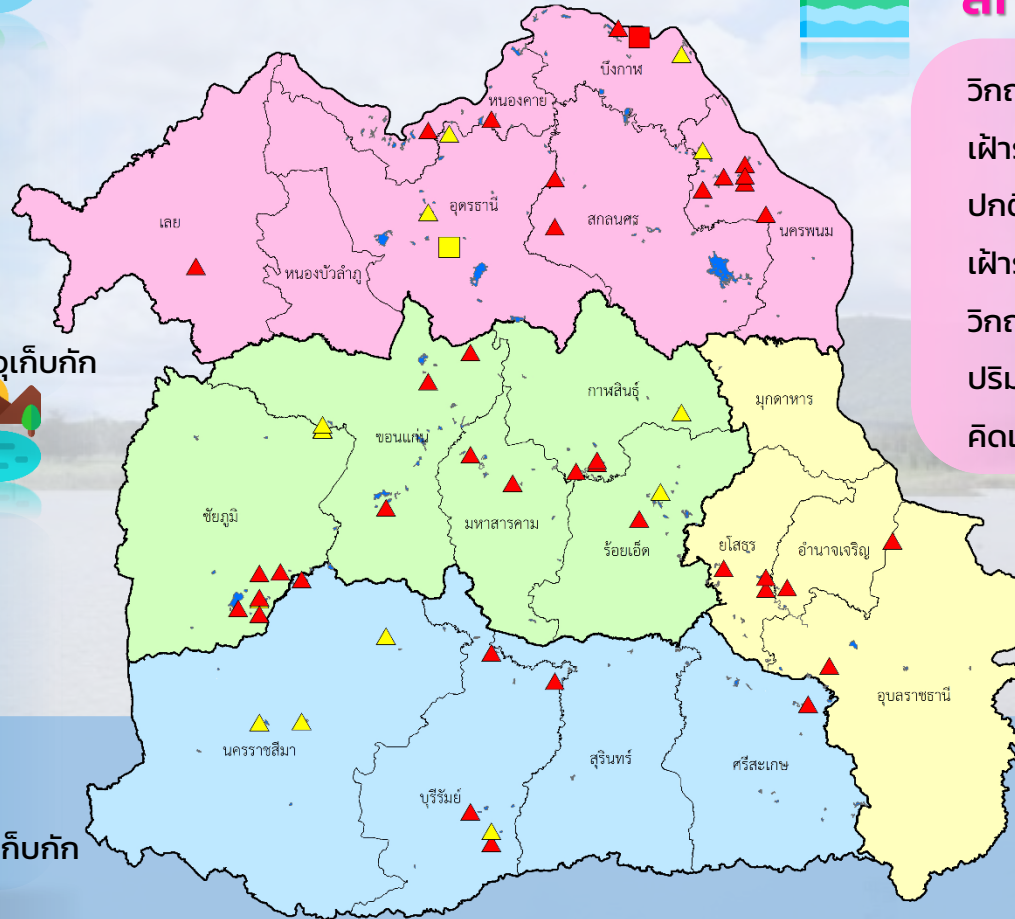 บึงกาฬ
หนองคาย
เลย
อุดรธานี
สกลนคร
นครพนม
หนองบัวลำภู
วิกฤ
เฝ้าร
ปกติ
เฝ้าร
วิกฤ
ปริม
คิดเ
ุเก็บกัก
กาฬสินธุ์
มุกดาหาร
ขอนแก่น
ชัยภูมิ
มหาสารคาม
ร้อยเอ็ด
ยโสธร
อำนาจเจริญ
อุบลราชธานี
นครราชสีมา
สุรินทร์
ศรีสะเกษ
บุรีรัมย์
ก็บกัก